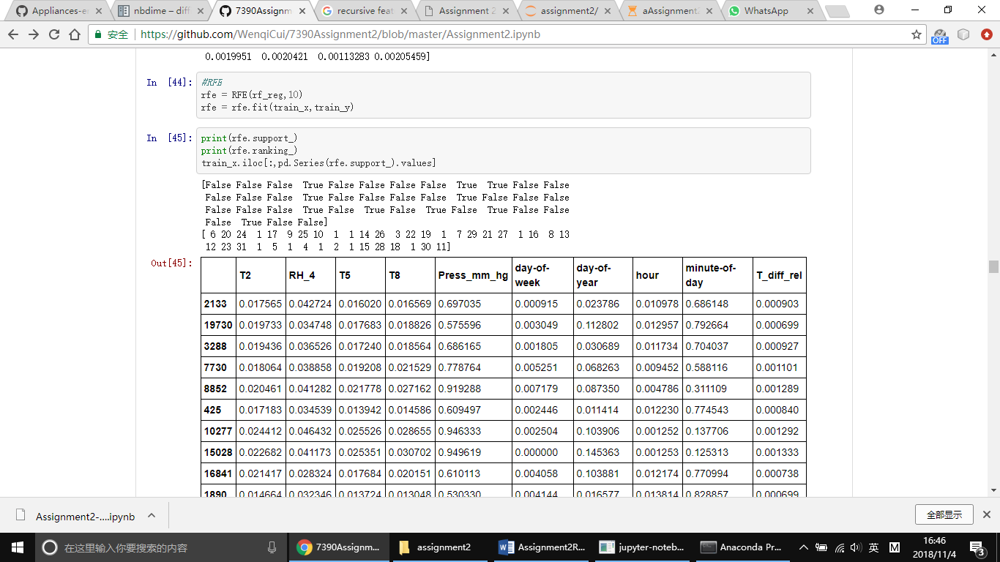 Appliances-en
nbdime – diff
7390Assignm
recursive feat
Assignment 2
assignment2/
aAssignment
WhatsApp
安全 https://github.com/WenqiCui/7390Assignment2/blob/master/Assignment2.ipynb
OFF
0.0019951 0.0020421 0.00113283 0.00205459]
In [44]: #RFE
rfe = RFE(rf_reg,10)
rfe = rfe.fit(train_x,train_y)
In [45]: print(rfe.support_)
print(rfe.ranking_)
train_x.iloc[:,pd.Series(rfe.support_).values]
[False False False True False False False False True True False False
False False False True False False False False True False False False
False False False True False True False True False True False False
False True False False]
[ 6 20 24 1 17 9 25 10 1 1 14 26 3 22 19 1 7 29 21 27 1 16 8 13
12 23 31 1 5 1 4 1 2 1 15 28 18 1 30 11]
Out[45]:
T2 RH_4 T5 T8 Press_mm_hg day-of-week day-of-year hour minute-of-day T_diff_rel
2133 0.017565 0.042724 0.016020 0.016569 0.697035 0.000915 0.023786 0.010978 0.686148 0.000903
19730 0.019733 0.034748 0.017683 0.018826 0.575596 0.003049 0.112802 0.012957 0.792664 0.000699
3288 0.019436 0.036526 0.017240 0.018564 0.686165 0.001805 0.030689 0.011734 0.704037 0.000927
7730 0.018064 0.038858 0.019208 0.021529 0.778764 0.005251 0.068263 0.009452 0.588116 0.001101
8852 0.020461 0.041282 0.021778 0.027162 0.919288 0.007179 0.087350 0.004786 0.311109 0.001289
425 0.017183 0.034539 0.013942 0.014586 0.609497 0.002446 0.011414 0.012230 0.774543 0.000840
10277 0.024412 0.046432 0.025526 0.028655 0.946333 0.002504 0.103906 0.001252 0.137706 0.001292
15028 0.022682 0.041173 0.025351 0.030702 0.949619 0.000000 0.145363 0.001253 0.125313 0.001333
16841 0.021417 0.028324 0.017684 0.020151 0.610113 0.004058 0.103881 0.012174 0.770994 0.000738
1890 0.014664 0.032346 0.013724 0.013048 0.530330 0.004144 0.016577 0.013814 0.828857 0.000699
Assignment2-....ipynb
全部显示
在这里输入你要搜索的内容
7390Assignm...
assignment2
Assignment2R...
jupyter-noteb...
Anaconda Pr...
英
M
16:46
2018/11/4
3